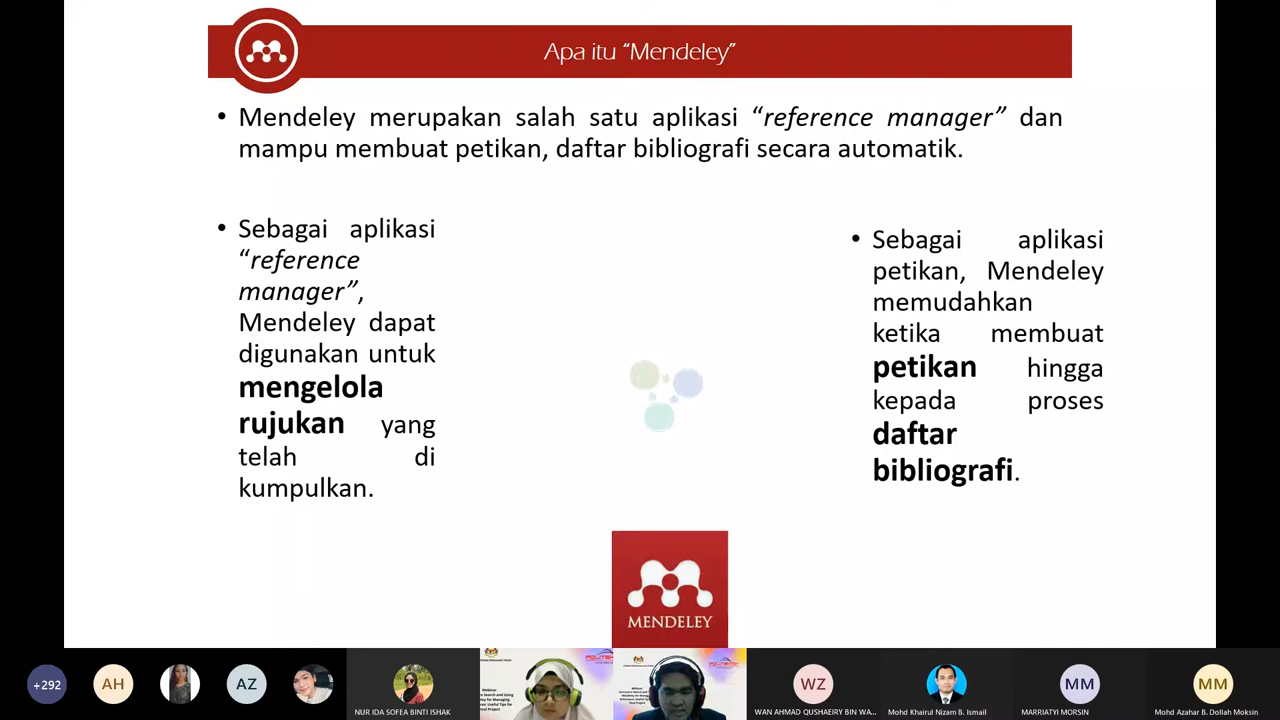 Apa itu “Mendeley”
• Mendeley merupakan salah satu aplikasi “reference manager” dan
mampu membuat petikan, daftar bibliografi secara automatik.
• Sebagai aplikasi
“reference
manager”,
Mendeley dapat
digunakan untuk
mengelola
rujukan yang
telah di
kumpulkan.
• Sebagai aplikasi
petikan, Mendeley
memudahkan
ketika membuat
petikan hingga
kepada proses
daftar
bibliografi.
MENDELEY
+292
AH
AZ
NUR IDA SOFEA BINTI ISHAK
Webinar
WZ
WAN AHMAD QUSHAEIRY BIN WA...
Mohd Khairul Nizam B. Ismail
MM
MARRIATYI MORSIN
MM
Mohd Azahar B. Dollah Moksin